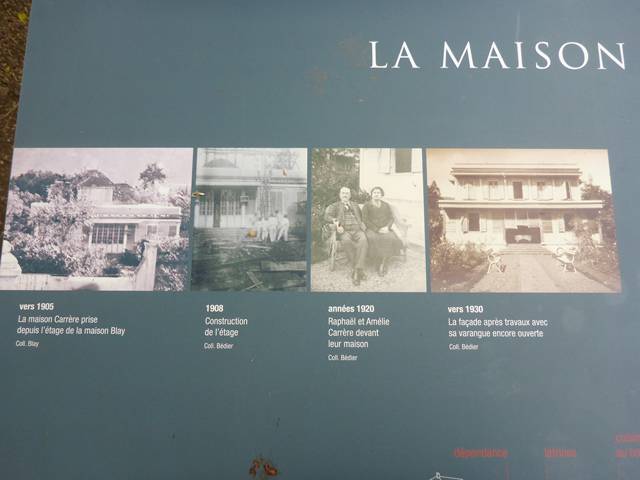 LA MAISON
vers 1905
La maison Carrère prise
depuis l'étage de la maison Blay
Coll. Blay
1908
Construction
de l'étage
Coll. Bédier
années 1920
Raphaël et Amélie
Carrère devant
leur maison
Coll. Bédier
vers 1930
La façade après travaux avec
sa varangue encore ouverte
Coll. Bédier
dépendance
latrines